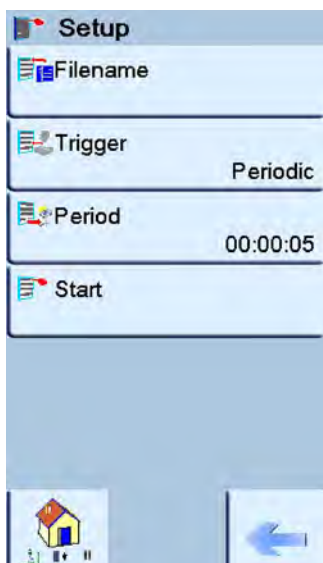 Setup
Filename
Trigger
Periodic
Period
00:00:05
Start